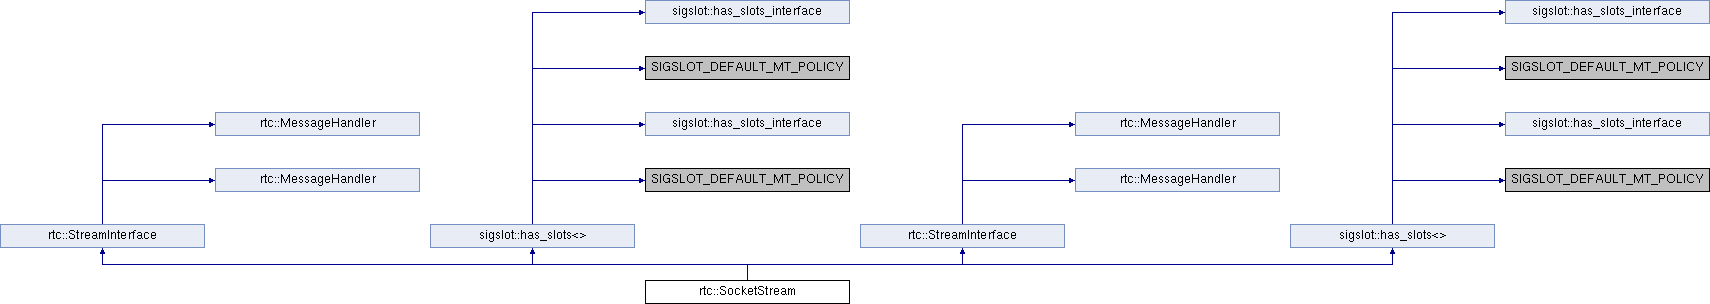 sigslot::has_slots_interface
sigslot::has_slots_interface
SIGSLOT_DEFAULT_MT_POLICY
SIGSLOT_DEFAULT_MT_POLICY
rtc::MessageHandler
sigslot::has_slots_interface
rtc::MessageHandler
sigslot::has_slots_interface
rtc::MessageHandler
SIGSLOT_DEFAULT_MT_POLICY
rtc::MessageHandler
SIGSLOT_DEFAULT_MT_POLICY
rtc::StreamInterface
sigslot::has_slots<>
rtc::StreamInterface
sigslot::has_slots<>
rtc::SocketStream